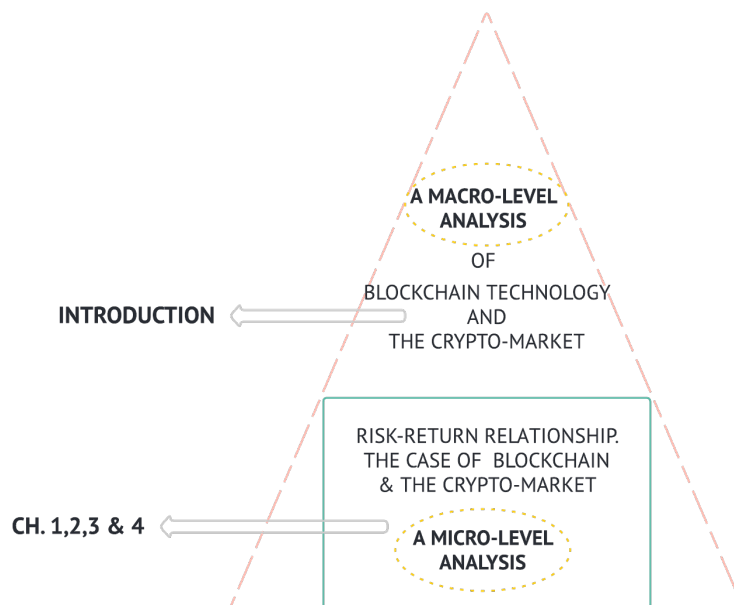 A MACRO-LEVEL
ANALYSIS
OF
BLOCKCHAIN TECHNOLOGY
AND
THE CRYPTO-MARKET
INTRODUCTION
RISK-RETURN RELATIONSHIP.
THE CASE OF BLOCKCHAIN
& THE CRYPTO-MARKET
CH. 1,2,3 & 4
A MICRO-LEVEL
ANALYSIS